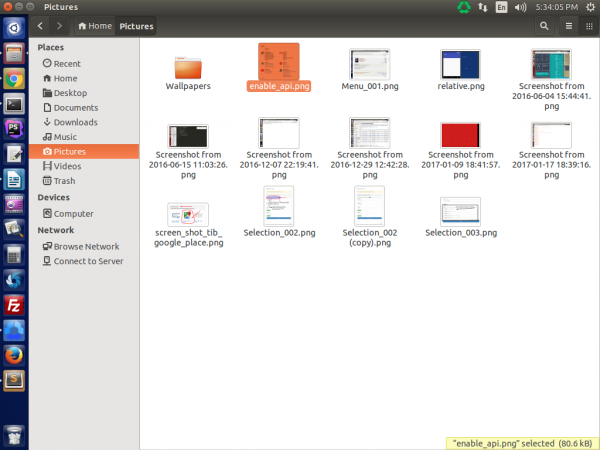 Pictures
En
5:34:05 PM
Home
Pictures
Places
Recent
Home
Desktop
Documents
Downloads
Music
Pictures
Videos
Trash
Devices
Computer
Network
Browse Network
Connect to Server
Wallpapers
enable_api.png
Menu_001.png
relative.png
Screenshot from
2016-06-04 15:44:41.
png
Screenshot from
2016-06-15 11:03:26.
png
Screenshot from
2016-12-07 22:19:41.
png
Screenshot from
2016-12-29 12:42:28.
png
Screenshot from
2017-01-09 18:41:57.
png
Screenshot from
2017-01-17 18:39:16.
png
screen_shot_tib_
google_place.png
Selection_002.png
Selection_002
(copy).png
Selection_003.png
"enable_api.png" selected (80.6 kB)
PS
FZ
S